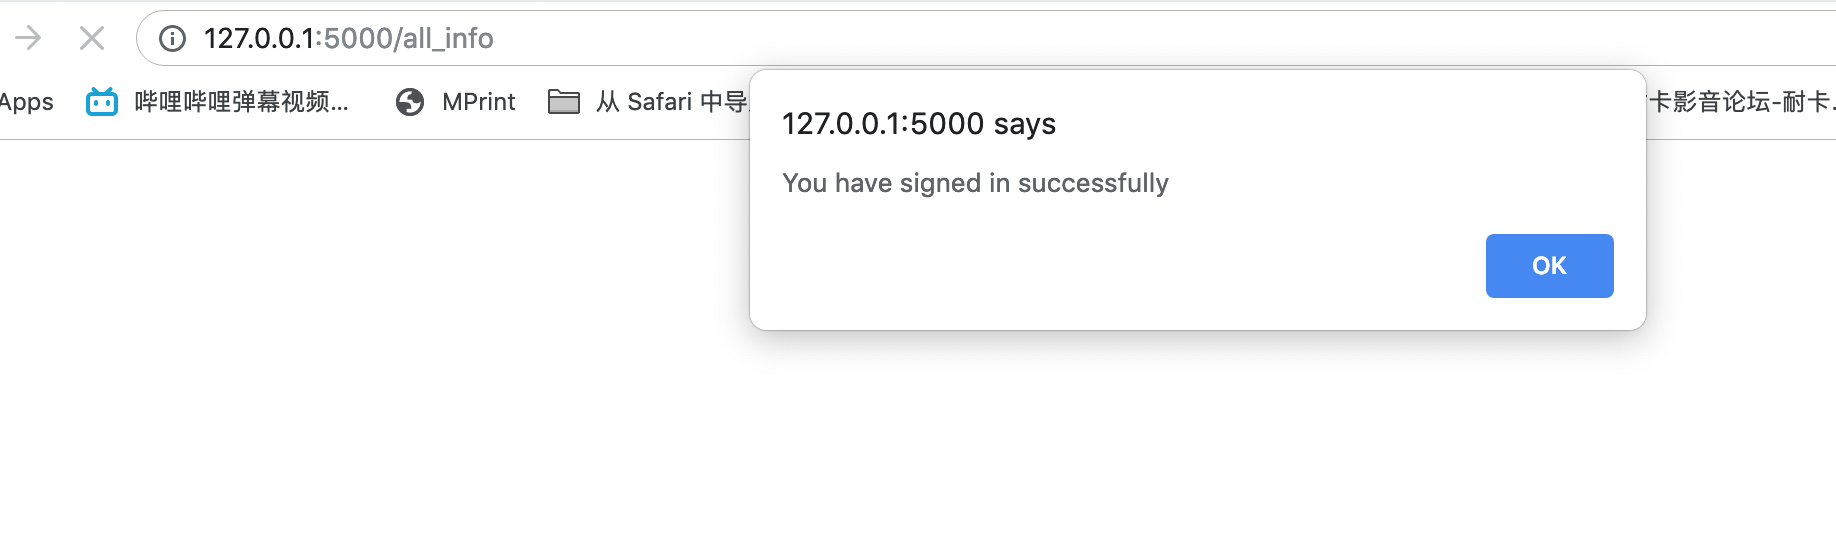 127.0.0.1:5000/all_info
Apps 哔哩哔哩弹幕视频... MPrint 从 Safari 中导 卡影音论坛-耐卡
127.0.0.1:5000 says
You have signed in successfully
OK